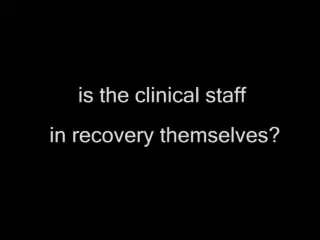 is the clinical staff
in recovery themselves?